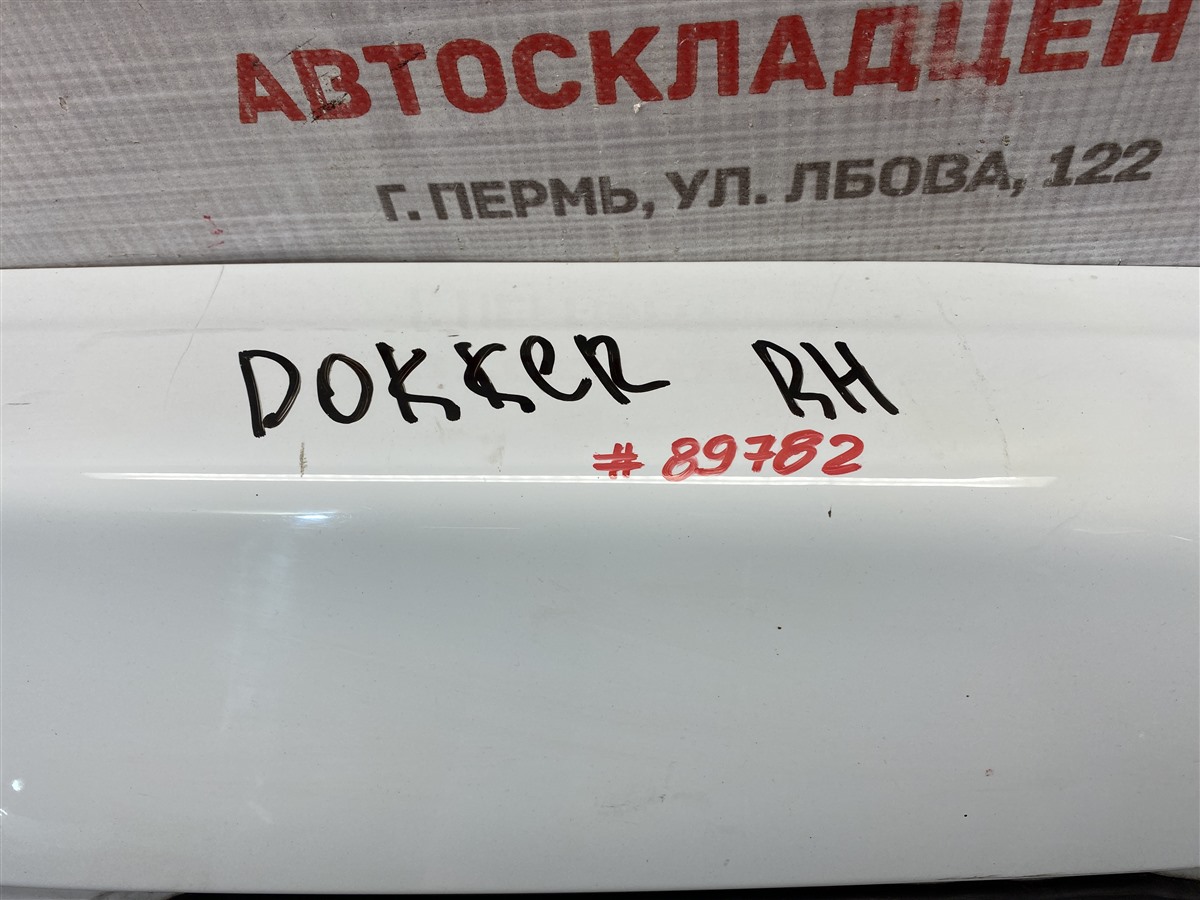 АВТОСКЛАДЦЕН
Г. ПЕРМЬ, УЛ. ЛБОВА, 122
DOKKER RH
# 89782